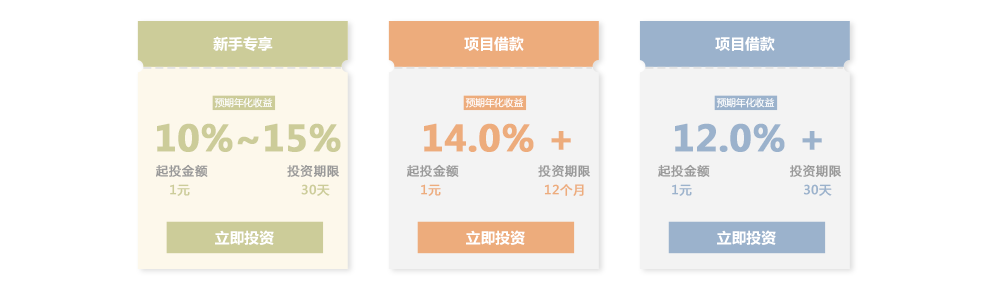 新手专享
预期年化收益
10%~15%
起投金额 投资期限
1元 30天
立即投资
项目借款
预期年化收益
14.0% +
起投金额 投资期限
1元 12个月
立即投资
项目借款
预期年化收益
12.0% +
起投金额 投资期限
1元 30天
立即投资